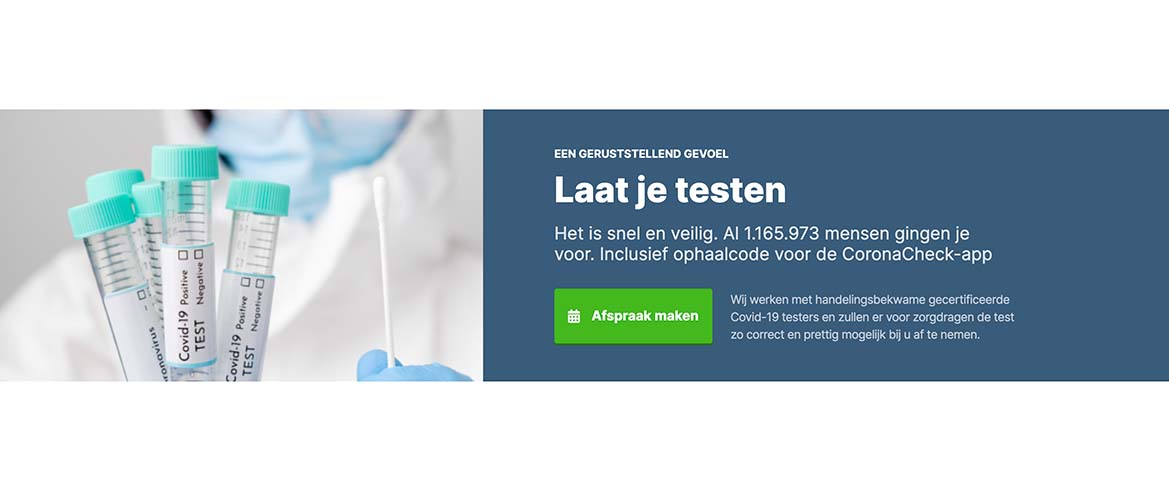 EEN GERUSTSTELLEND GEVOEL
Laat je testen
Het is snel en veilig. Al 1.165.973 mensen gingen je
voor. Inclusief ophaalcode voor de CoronaCheck-app
Afspraak maken
Wij werken met handelingsbekwame gecertificeerde
Covid-19 testers en zullen er voor zorgdragen de test
zo correct en prettig mogelijk bij u af te nemen.
Covid-19
TEST
Positive
Negative
Covid-19
TEST
Positive
Negative